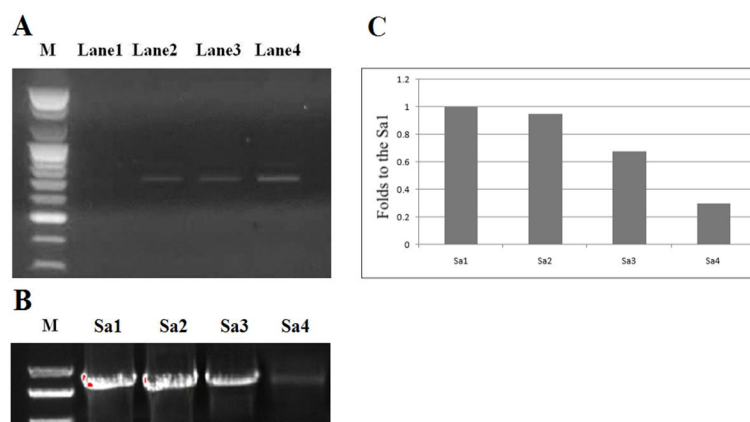 A
M Lane1 Lane2 Lane3 Lane4
B
M Sa1 Sa2 Sa3 Sa4
C
Folds to the Sa1
1.2
1
0.8
0.6
0.4
0.2
0
Sa1 Sa2 Sa3 Sa4